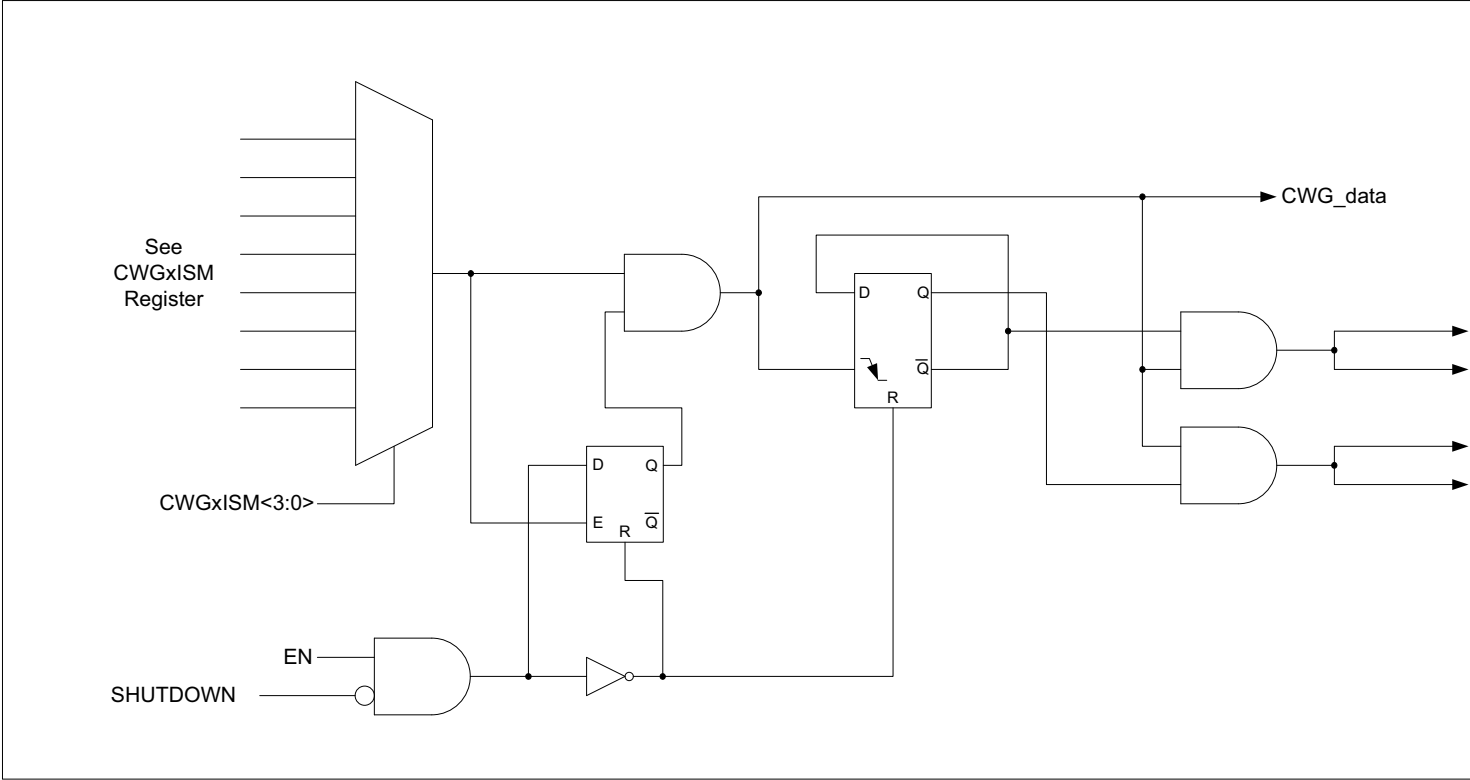 CWG_data
See
CWGxISM
Register
D
Q
Q̅
R
CWGxISM<3:0>
D
Q
E
Q̅
R
EN
SHUTDOWN